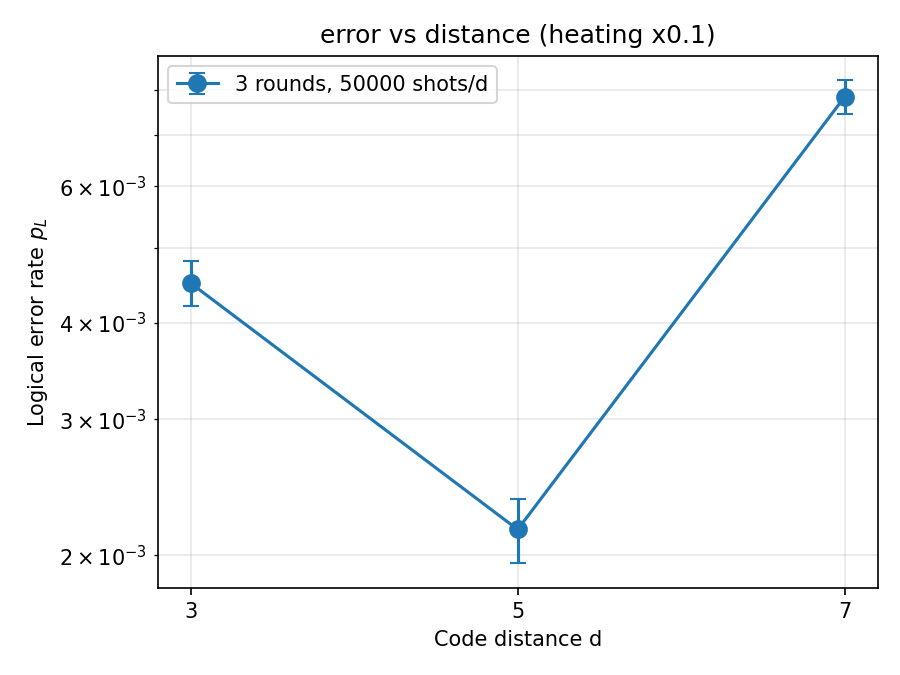 error vs distance (heating x0.1)
3 rounds, 50000 shots/d
Logical error rate p_L
6 × 10⁻³
4 × 10⁻³
3 × 10⁻³
2 × 10⁻³
3 5 7
Code distance d